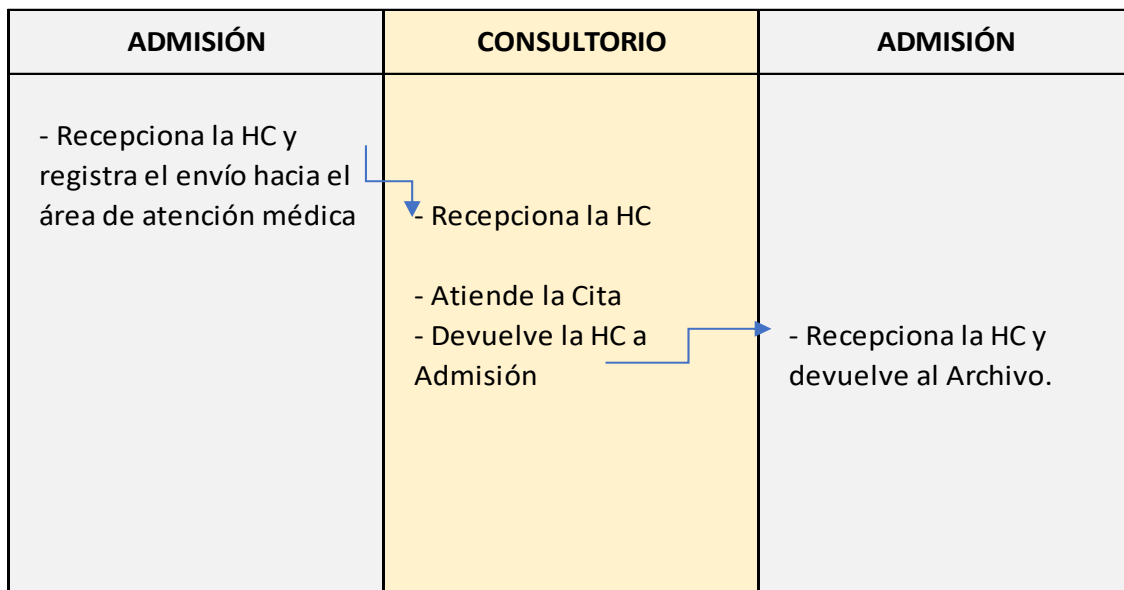 ADMISIÓN
CONSULTORIO
ADMISIÓN
- Recepciona la HC y
registra el envío hacia el
área de atención médica
- Recepciona la HC
- Atiende la Cita
- Devuelve la HC a
Admisión
- Recepciona la HC y
devuelve al Archivo.